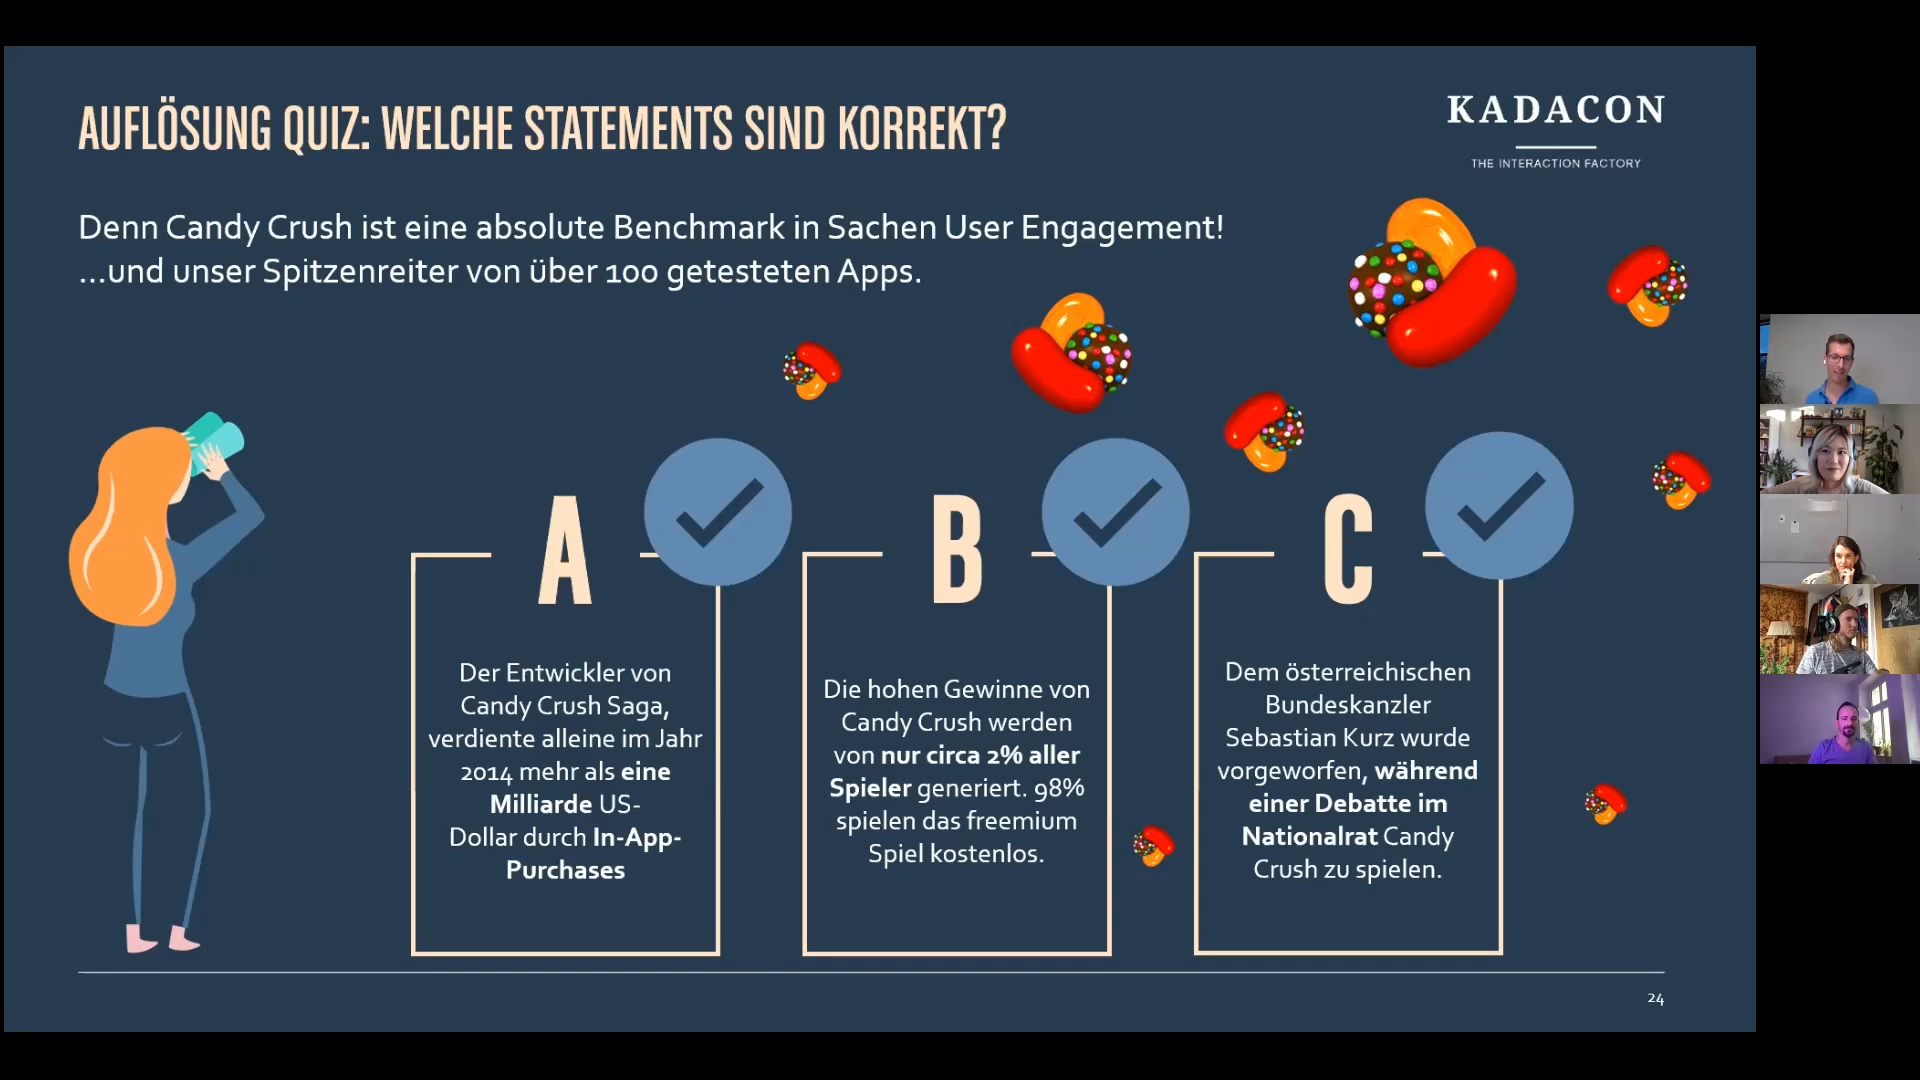 AUFLÖSUNG QUIZ: WELCHE STATEMENTS SIND KORREKT?
KADACON
THE INTERACTION FACTORY
Denn Candy Crush ist eine absolute Benchmark in Sachen User Engagement!
...und unser Spitzenreiter von über 100 getesteten Apps.
A
Der Entwickler von
Candy Crush Saga,
verdiente alleine im Jahr
2014 mehr als eine
Milliarde US-
Dollar durch In-App-
Purchases
B
Die hohen Gewinne von
Candy Crush werden
von nur circa 2% aller
Spieler generiert. 98%
spielen das freemium
Spiel kostenlos.
C
Dem österreichischen
Bundeskanzler
Sebastian Kurz wurde
vorgeworfen, während
einer Debatte im
Nationalrat Candy
Crush zu spielen.
24